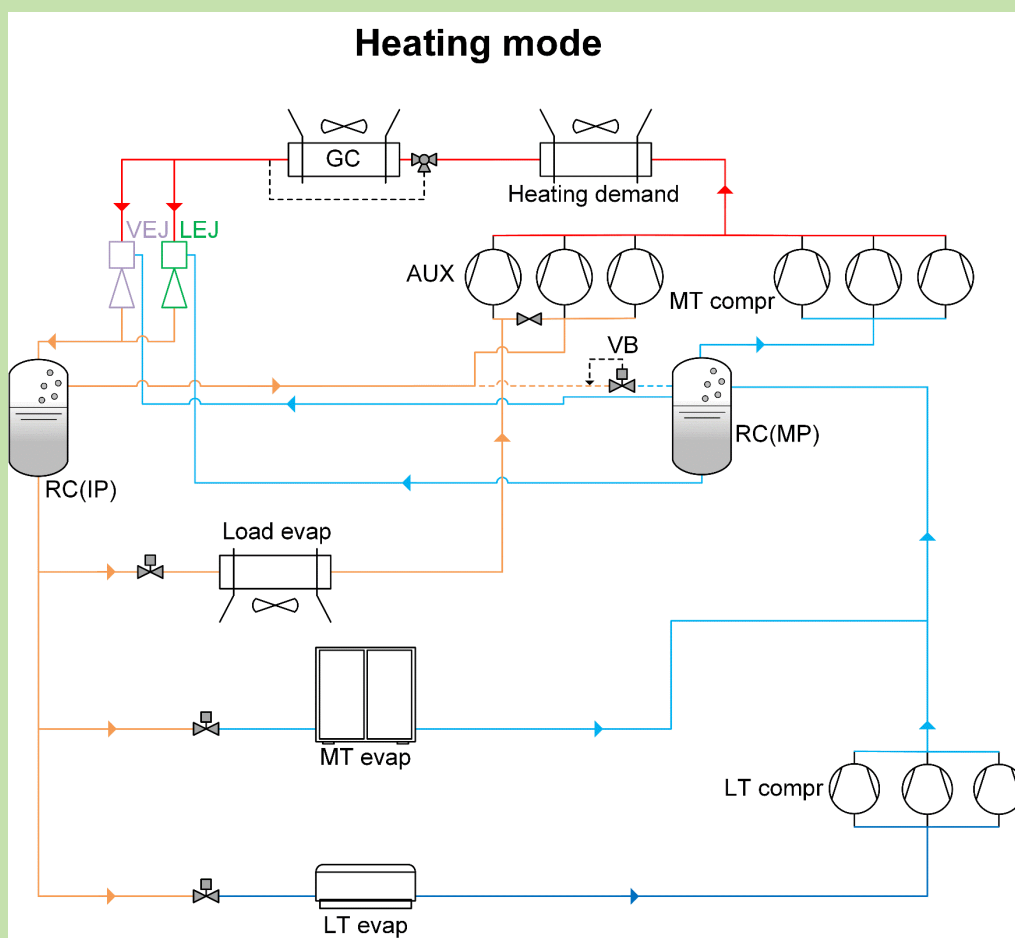 Heating mode
GC
Heating demand
VEJ
LEJ
AUX
MT compr
VB
RC(MP)
RC(IP)
Load evap
MT evap
LT compr
LT evap